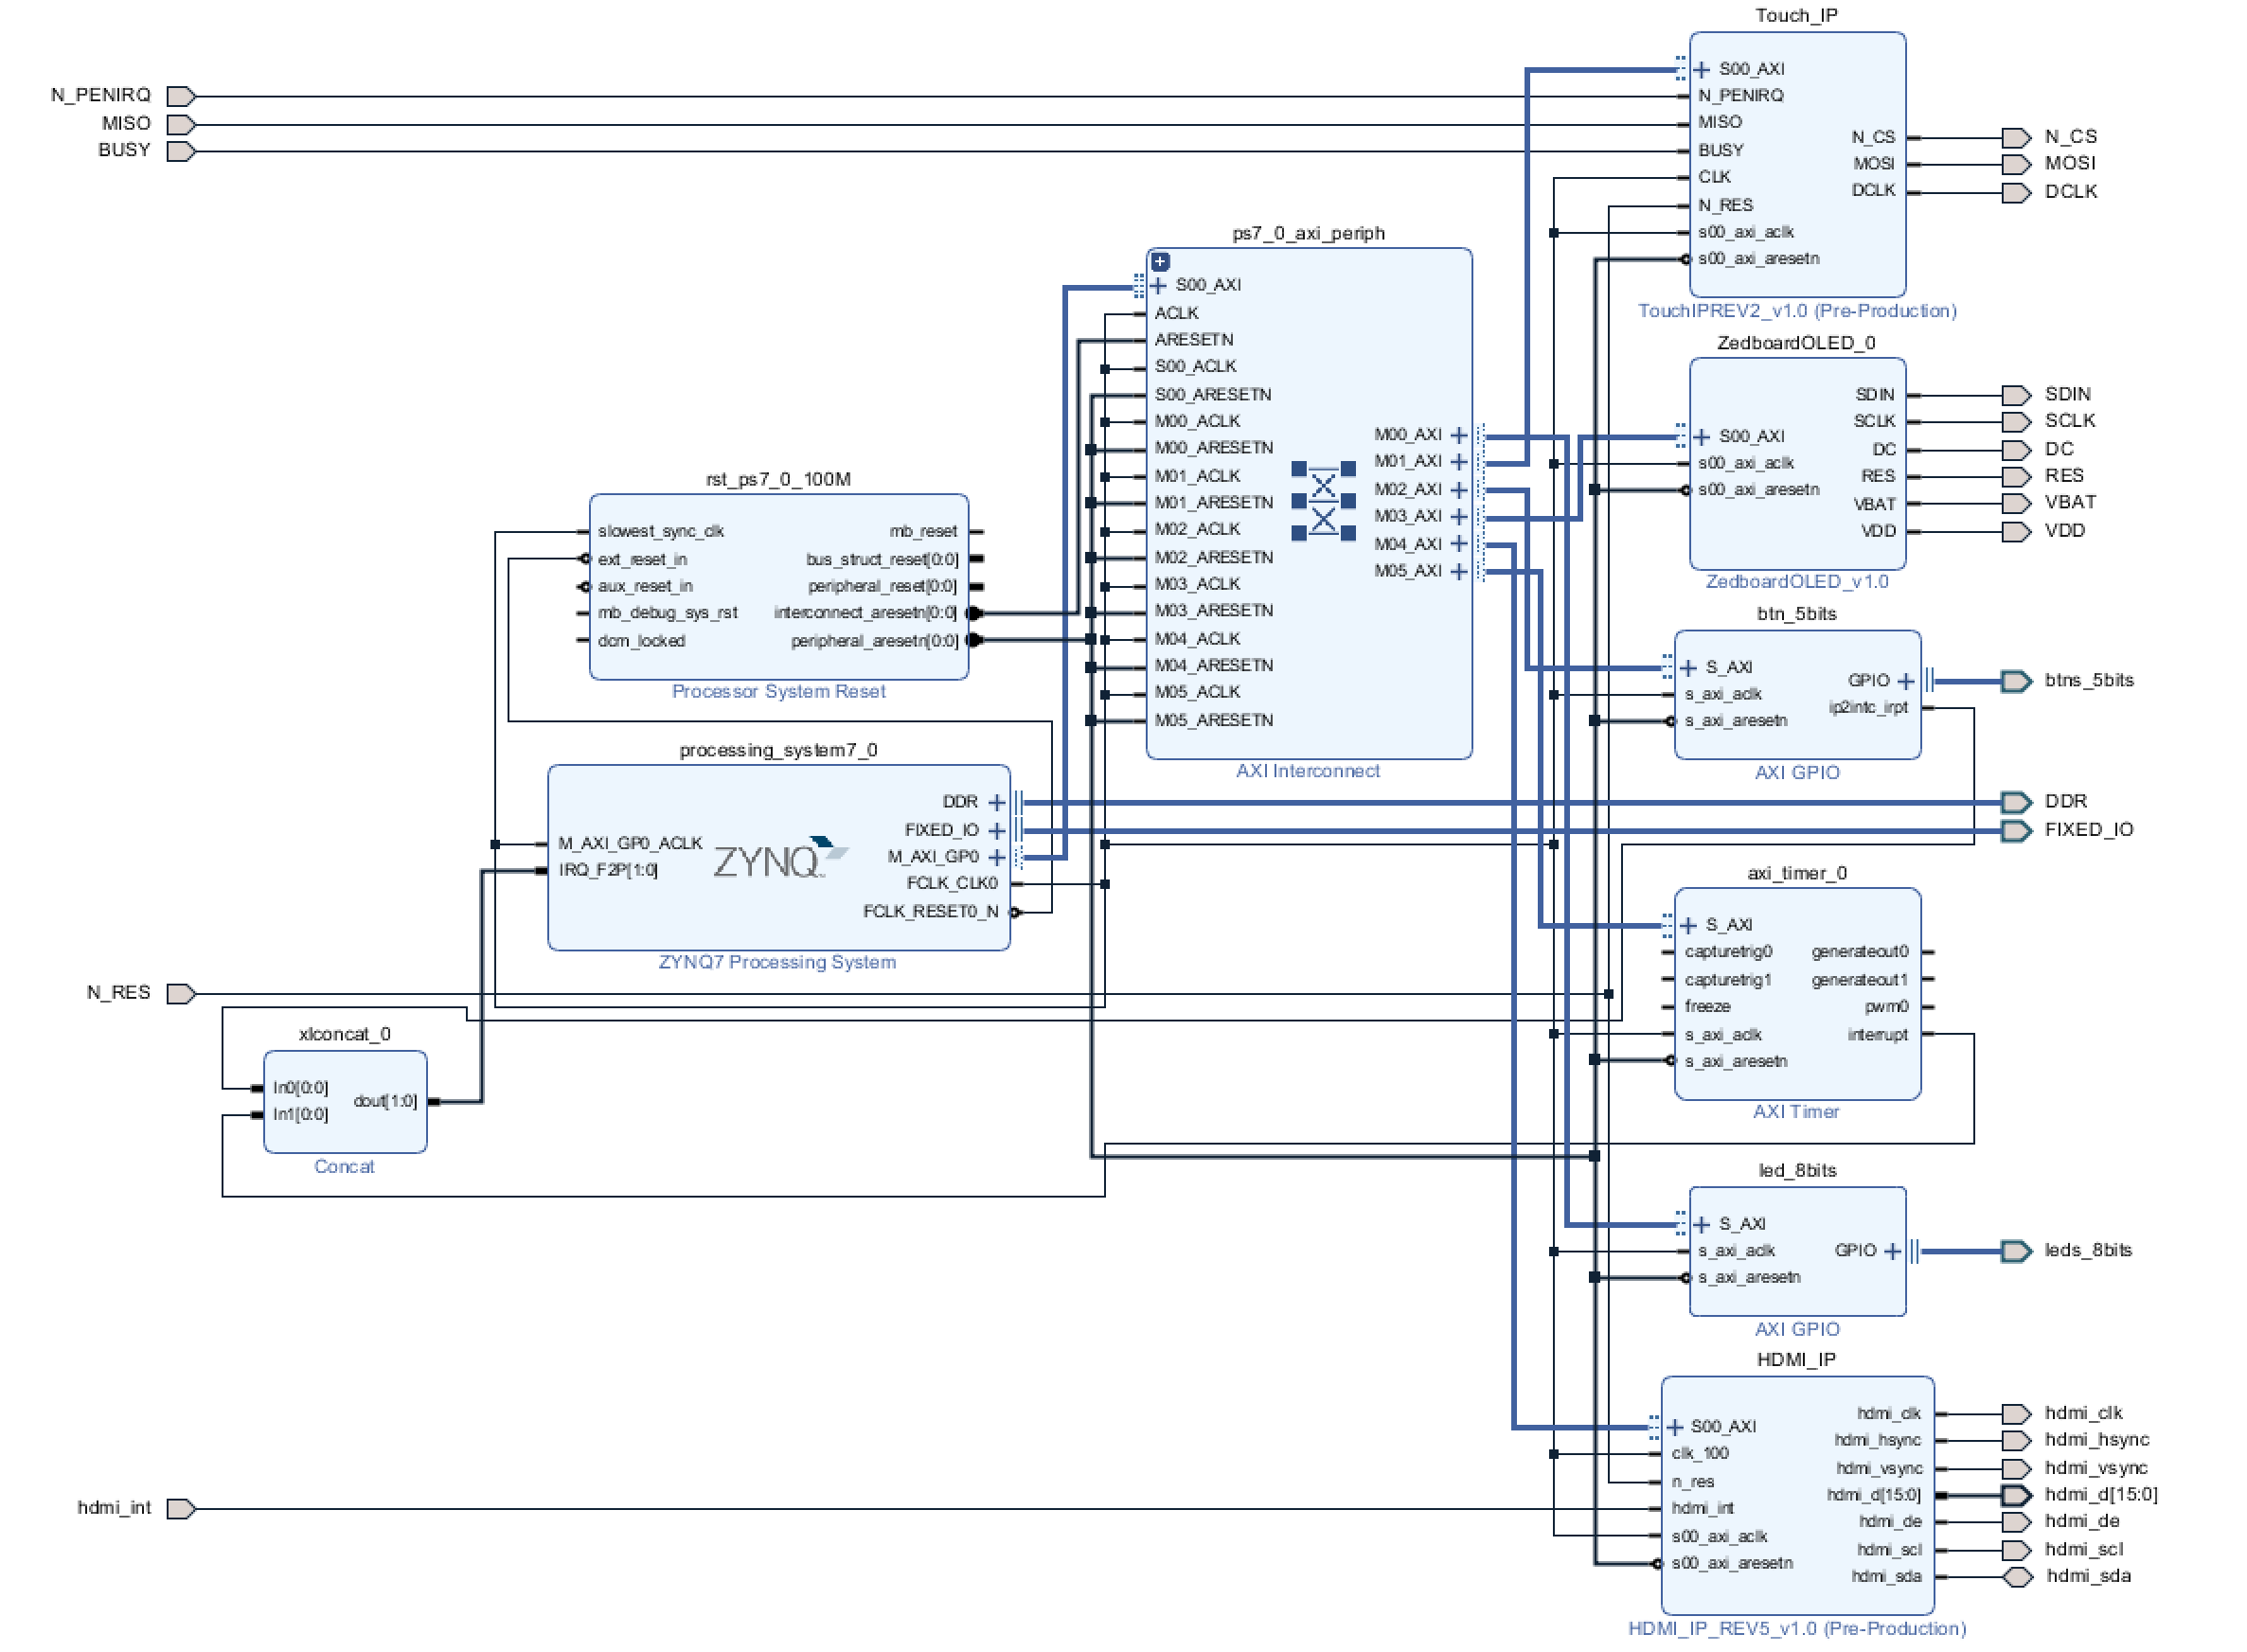 Touch_IP
S00_AXI
N_PENIRQ
N_PENIRQ
MISO
MISO
BUSY
BUSY
CLK
N_RES
s00_axi_aclk
s00_axi_aresetn
N_CS
MOSI
DCLK
N_CS
MOSI
DCLK
TouchIPREV2_v1.0 (Pre-Production)
ps7_0_axi_periph
S00_AXI
ACLK
ARESETN
S00_ACLK
S00_ARESETN
M00_ACLK
M00_ARESETN
M01_ACLK
M01_ARESETN
M02_ACLK
M02_ARESETN
M03_ACLK
M03_ARESETN
M04_ACLK
M04_ARESETN
M05_ACLK
M05_ARESETN
M00_AXI
M01_AXI
M02_AXI
M03_AXI
M04_AXI
M05_AXI
AXI Interconnect
ZedboardOLED_0
S00_AXI
s00_axi_aclk
s00_axi_aresetn
SDIN
SCLK
DC
RES
VBAT
VDD
SDIN
SCLK
DC
RES
VBAT
VDD
ZedboardOLED_v1.0
rst_ps7_0_100M
slowest_sync_clk
ext_reset_in
aux_reset_in
mb_debug_sys_rst
dcm_locked
mb_reset
bus_struct_reset[0:0]
peripheral_reset[0:0]
interconnect_aresetn[0:0]
peripheral_aresetn[0:0]
Processor System Reset
btn_5bits
S_AXI
s_axi_aclk
s_axi_aresetn
GPIO
ip2intc_irpt
btns_5bits
AXI GPIO
processing_system7_0
M_AXI_GP0_ACLK
IRQ_F2P[1:0]
ZYNQ
DDR
FIXED_IO
M_AXI_GP0
FCLK_CLK0
FCLK_RESET0_N
DDR
FIXED_IO
ZYNQ7 Processing System
axi_timer_0
S_AXI
capturetrig0
capturetrig1
freeze
s_axi_aclk
s_axi_aresetn
generateout0
generateout1
pwm0
interrupt
AXI Timer
N_RES
xlconcat_0
In0[0:0]
In1[0:0]
dout[1:0]
Concat
led_8bits
S_AXI
s_axi_aclk
s_axi_aresetn
GPIO
leds_8bits
AXI GPIO
HDMI_IP
S00_AXI
clk_100
n_res
hdmi_int
hdmi_int
s00_axi_aclk
s00_axi_aresetn
hdmi_clk
hdmi_hsync
hdmi_vsync
hdmi_d[15:0]
hdmi_de
hdmi_scl
hdmi_sda
hdmi_clk
hdmi_hsync
hdmi_vsync
hdmi_d[15:0]
hdmi_de
hdmi_scl
hdmi_sda
HDMI_IP_REV5_v1.0 (Pre-Production)